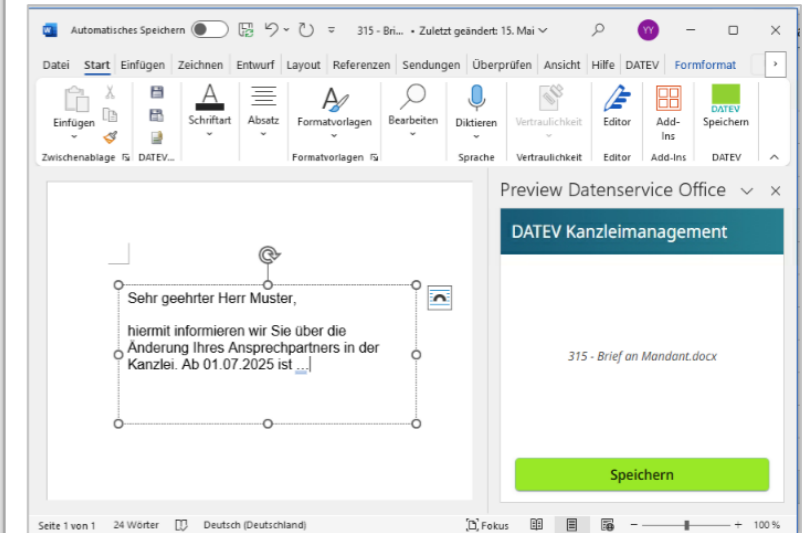 Automatisches Speichern
315 - Bri... • Zuletzt geändert: 15. Mai
YY
Datei Start Einfügen Zeichnen Entwurf Layout Referenzen Sendungen Überprüfen Ansicht Hilfe DATEV Formformat
Einfügen
Schriftart
Absatz
Formatvorlagen
Bearbeiten
Diktieren
Vertraulichkeit
Editor
Add-
Ins
DATEV
Speichern
Zwischenablage DATEV... Formatvorlagen Sprache Vertraulichkeit Editor Add-Ins DATEV
Sehr geehrter Herr Muster,
hiermit informieren wir Sie über die
Änderung Ihres Ansprechpartners in der
Kanzlei. Ab 01.07.2025 ist ...
Preview Datenservice Office
DATEV Kanzleimanagement
315 - Brief an Mandant.docx
Speichern
Seite 1 von 1 24 Wörter Deutsch (Deutschland) Fokus 100 %